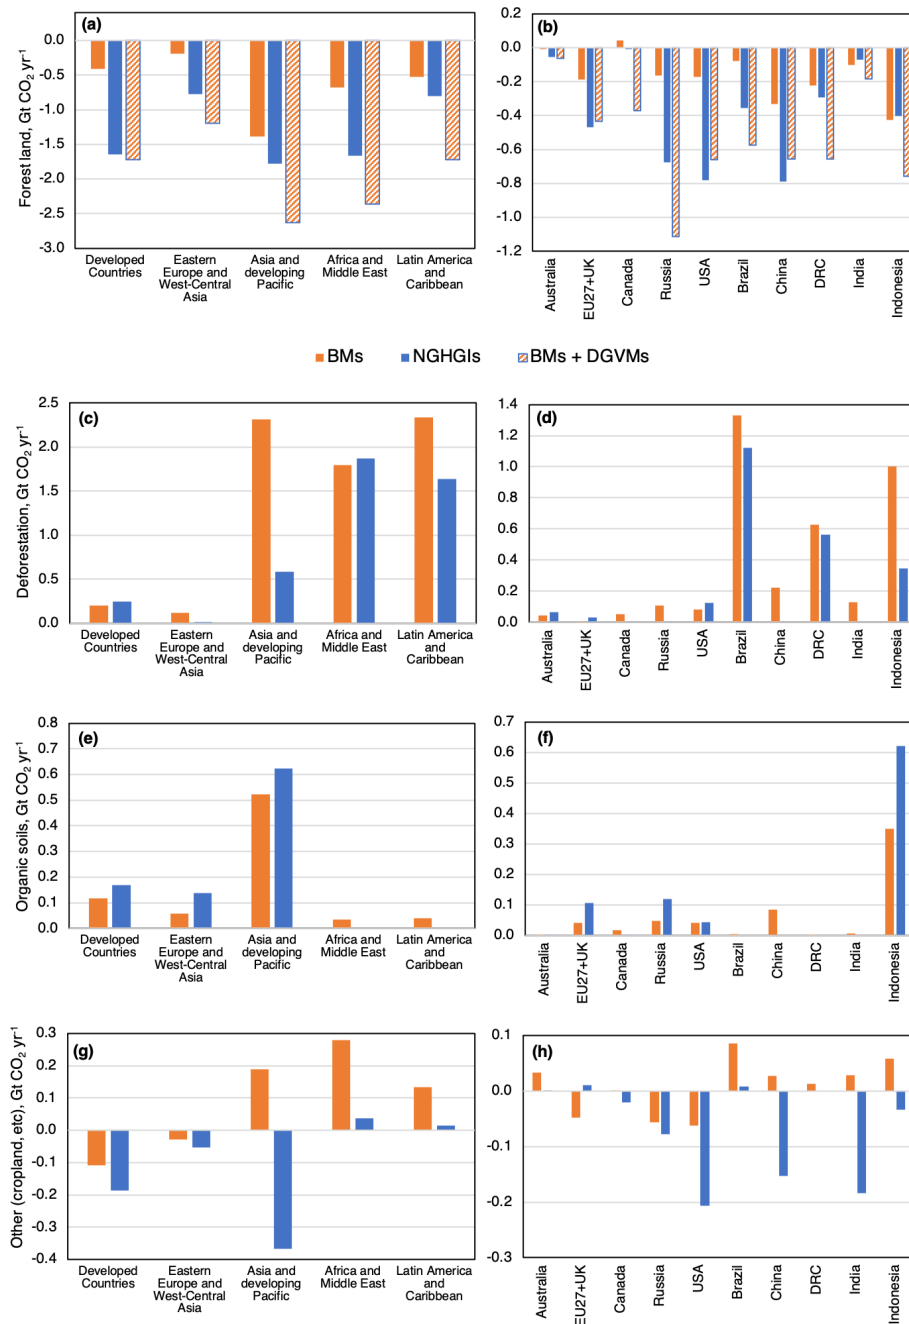 (a)
Forest land, Gt CO₂ yr⁻¹
0.0
-0.5
-1.0
-1.5
-2.0
-2.5
-3.0
Developed
Countries
Eastern
Europe and
West-Central
Asia
Asia and
developing
Pacific
Africa and
Middle East
Latin America
and
Caribbean
(b)
0.2
0.0
-0.2
-0.4
-0.6
-0.8
-1.0
-1.2
Australia
EU27+UK
Canada
Russia
USA
Brazil
China
DRC
India
Indonesia
BMs
NGHGIs
BMs + DGVMs
(c)
Deforestation, Gt CO₂ yr⁻¹
2.5
2.0
1.5
1.0
0.5
0.0
Developed
Countries
Eastern
Europe and
West-Central
Asia
Asia and
developing
Pacific
Africa and
Middle East
Latin America
and
Caribbean
(d)
1.4
1.2
1.0
0.8
0.6
0.4
0.2
0.0
Australia
EU27+UK
Canada
Russia
USA
Brazil
China
DRC
India
Indonesia
(e)
Organic soils, Gt CO₂ yr⁻¹
0.8
0.7
0.6
0.5
0.4
0.3
0.2
0.1
0.0
Developed
Countries
Eastern
Europe and
West-Central
Asia
Asia and
developing
Pacific
Africa and
Middle East
Latin America
and
Caribbean
(f)
0.7
0.6
0.5
0.4
0.3
0.2
0.1
0.0
Australia
EU27+UK
Canada
Russia
USA
Brazil
China
DRC
India
Indonesia
(g)
Other (cropland, etc), Gt CO₂ yr⁻¹
0.3
0.2
0.1
0.0
-0.1
-0.2
-0.3
-0.4
Developed
Countries
Eastern
Europe and
West-Central
Asia
Asia and
developing
Pacific
Africa and
Middle East
Latin America
and
Caribbean
(h)
0.1
0.0
-0.1
-0.2
-0.3
Australia
EU27+UK
Canada
Russia
USA
Brazil
China
DRC
India
Indonesia